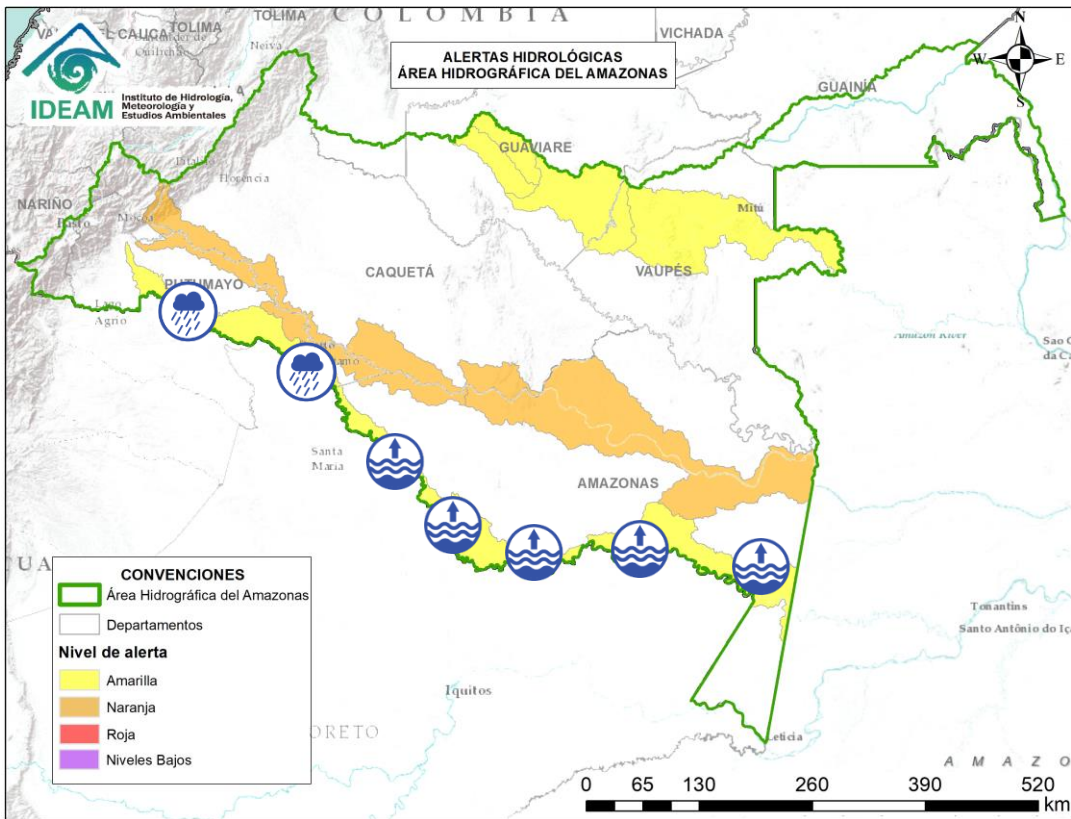 COLOMBIA
TOLIMA
TOLIMA
Neiva
VICHADA
IDEAM
Instituto de Hidrología,
Meteorología y
Estudios Ambientales
ALERTAS HIDROLÓGICAS
ÁREA HIDROGRÁFICA DEL AMAZONAS
N
W
E
S
GUAINÍA
GUAVIARE
Florencia
NARIÑO
Mocoa
Mitú
CAQUETÁ
VAUPÉS
PUTUMAYO
Lago
Agrio
Amazon River
Santa
Maria
AMAZONAS
CONVENCIONES
Área Hidrográfica del Amazonas
Departamentos
Nivel de alerta
Amarilla
Naranja
Roja
Niveles Bajos
Tonantins
Santo Antônio do Iça
Iquitos
ORETO
Leticia
AMAZO
0 65 130 260 390 520
km